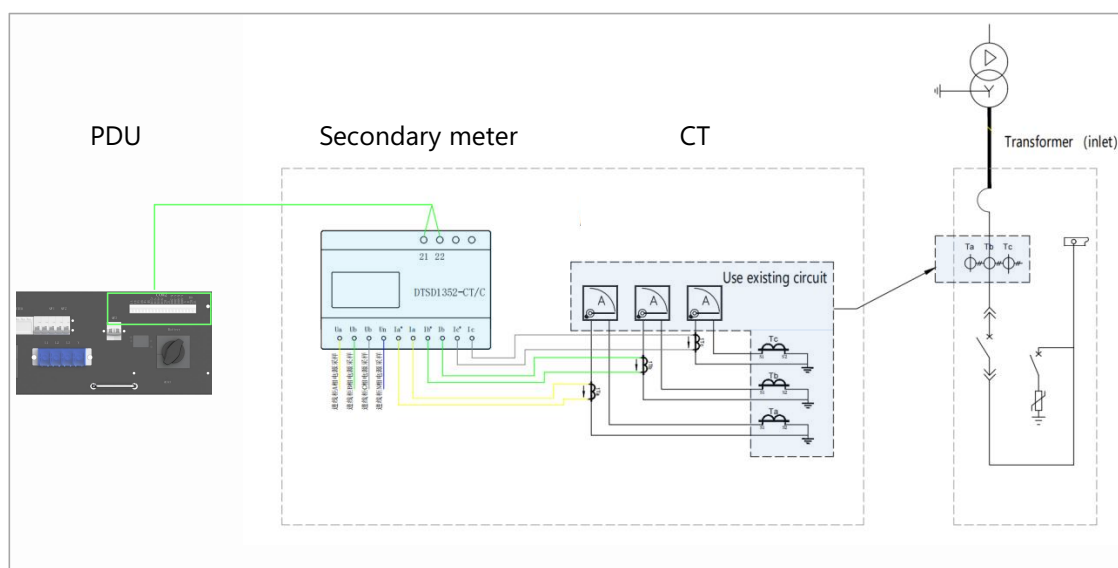 PDU
Secondary meter
CT
Transformer (inlet)
21 22
DTSD1352-CT/C
Use existing circuit
A A A
Ta Tb Tc
Ua Ub Ub Un Ia* Ia Ib* Ib Ic* Ic
Tc
Tb
Ta